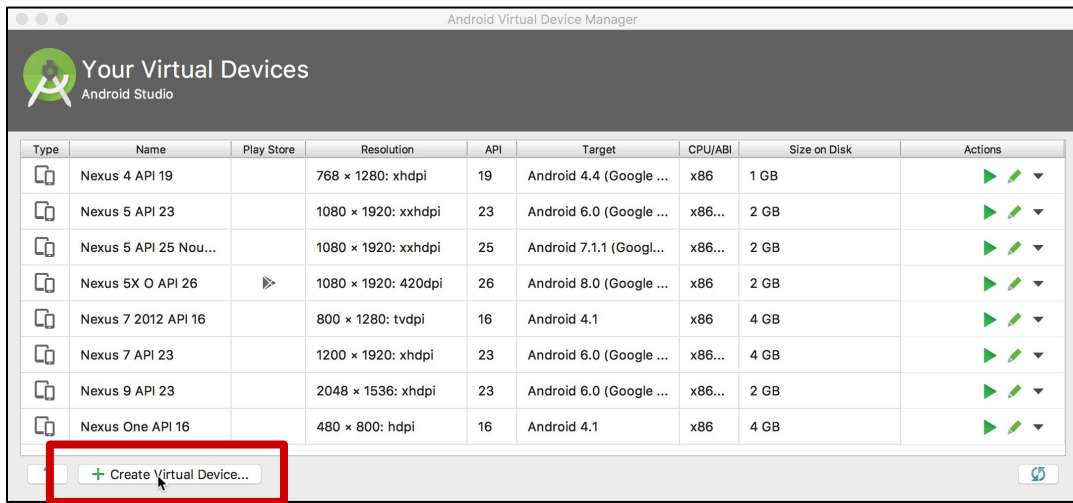 Android Virtual Device Manager
Your Virtual Devices
Android Studio
Type Name Play Store Resolution API Target CPU/ABI Size on Disk Actions
Nexus 4 API 19 768 × 1280: xhdpi 19 Android 4.4 (Google ... x86 1 GB
Nexus 5 API 23 1080 × 1920: xxhdpi 23 Android 6.0 (Google ... x86... 2 GB
Nexus 5 API 25 Nou... 1080 × 1920: xxhdpi 25 Android 7.1.1 (Googl... x86... 2 GB
Nexus 5X O API 26 1080 × 1920: 420dpi 26 Android 8.0 (Google ... x86 2 GB
Nexus 7 2012 API 16 800 × 1280: tvdpi 16 Android 4.1 x86 4 GB
Nexus 7 API 23 1200 × 1920: xhdpi 23 Android 6.0 (Google ... x86... 4 GB
Nexus 9 API 23 2048 × 1536: xhdpi 23 Android 6.0 (Google ... x86... 2 GB
Nexus One API 16 480 × 800: hdpi 16 Android 4.1 x86 4 GB
+ Create Virtual Device...